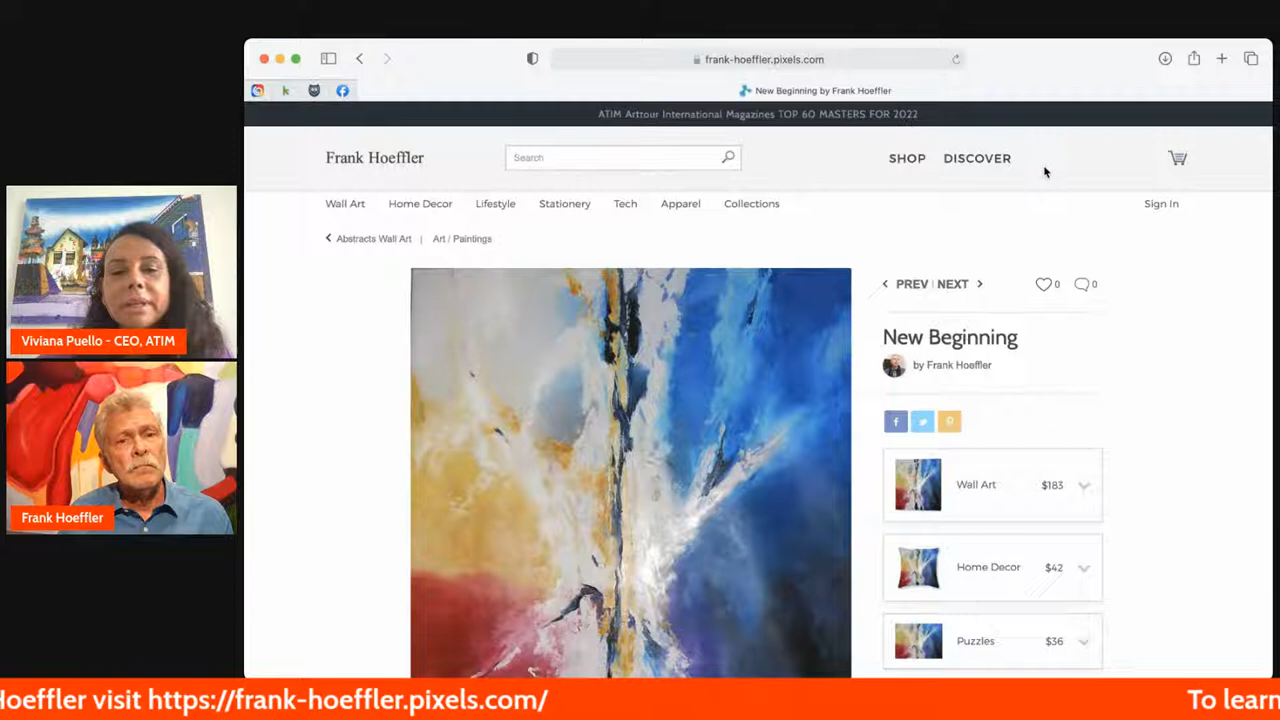 frank-hoeffler.pixels.com
New Beginning by Frank Hoeffler
ATIM Arttour International Magazines TOP 60 MASTERS FOR 2022
Frank Hoeffler
Search
SHOP DISCOVER
Wall Art Home Decor Lifestyle Stationery Tech Apparel Collections
Sign In
Abstracts Wall Art | Art / Paintings
PREV | NEXT
0 0
New Beginning
by Frank Hoeffler
Wall Art $183
Home Decor $42
Puzzles $36
Viviana Puello - CEO, ATIM
Frank Hoeffler
Hoeffler visit https://frank-hoeffler.pixels.com/
To learn